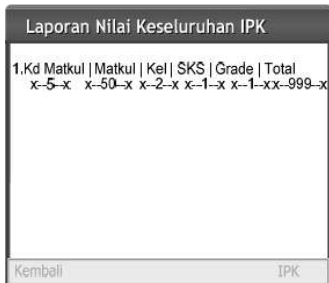 Laporan Nilai Keseluruhan IPK
1.Kd Matkul | Matkul | Kel | SKS | Grade | Total
x--5--x x--50--x x--2--x x--1--x x--1--xx--999--x
Kembali IPK